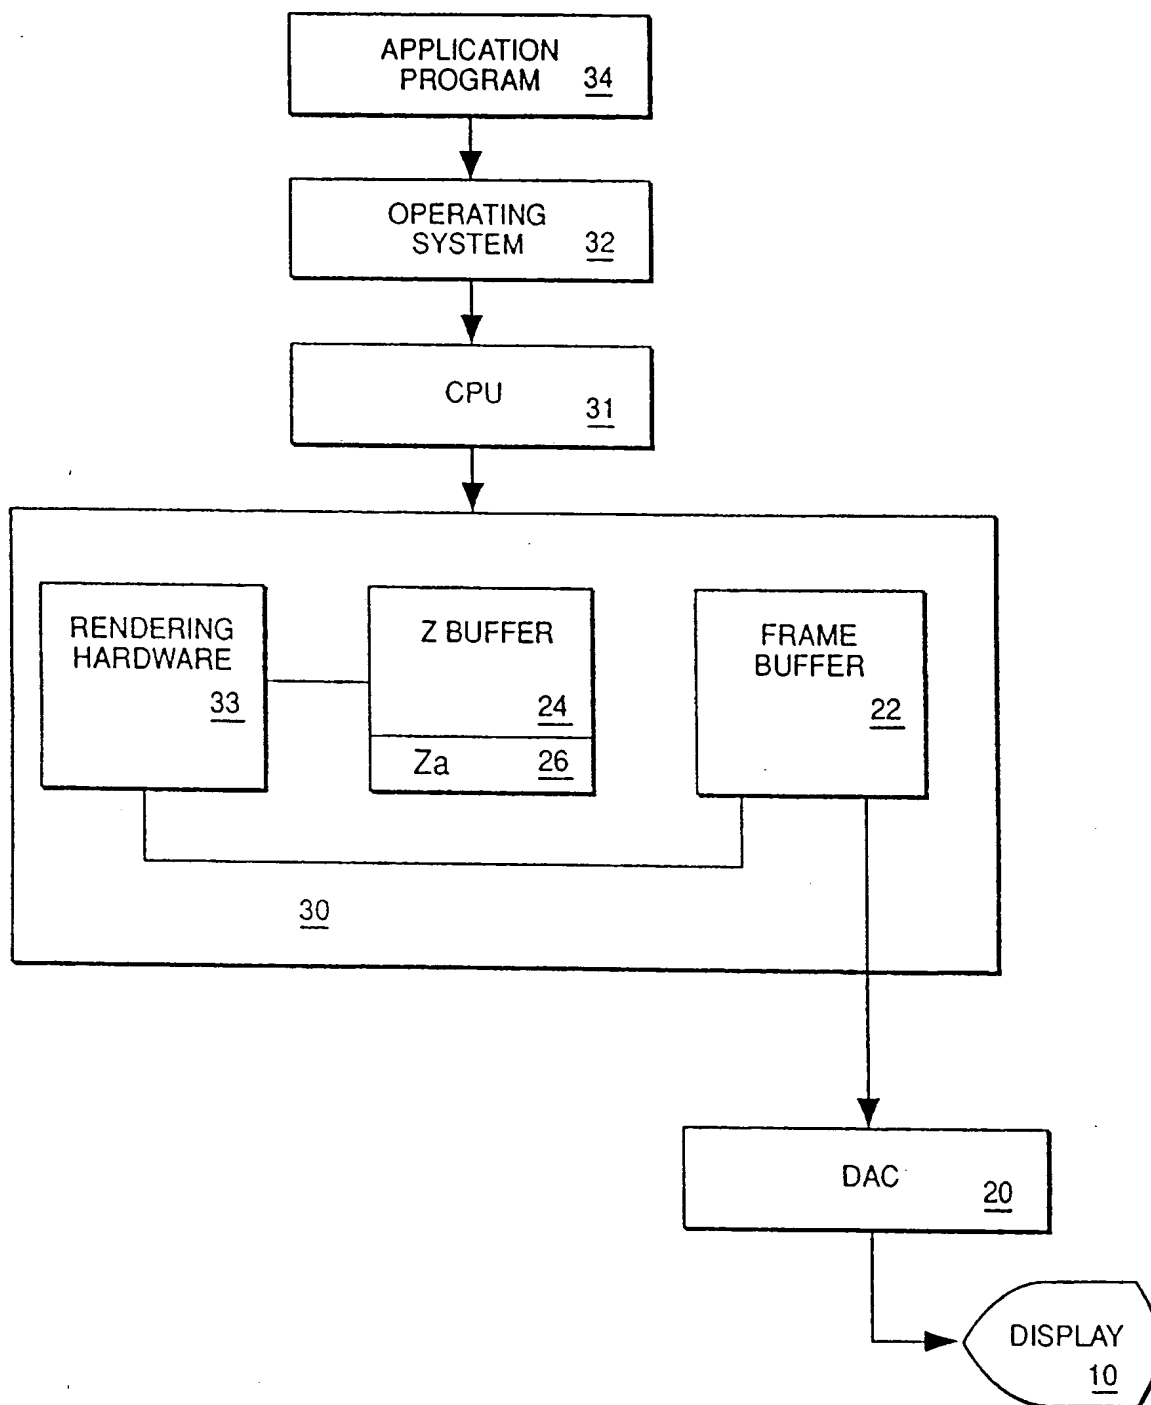 APPLICATION
PROGRAM 34
OPERATING
SYSTEM 32
CPU
31
RENDERING
HARDWARE
33
Z BUFFER
24
Za 26
FRAME
BUFFER
22
30
DAC
20
DISPLAY
10